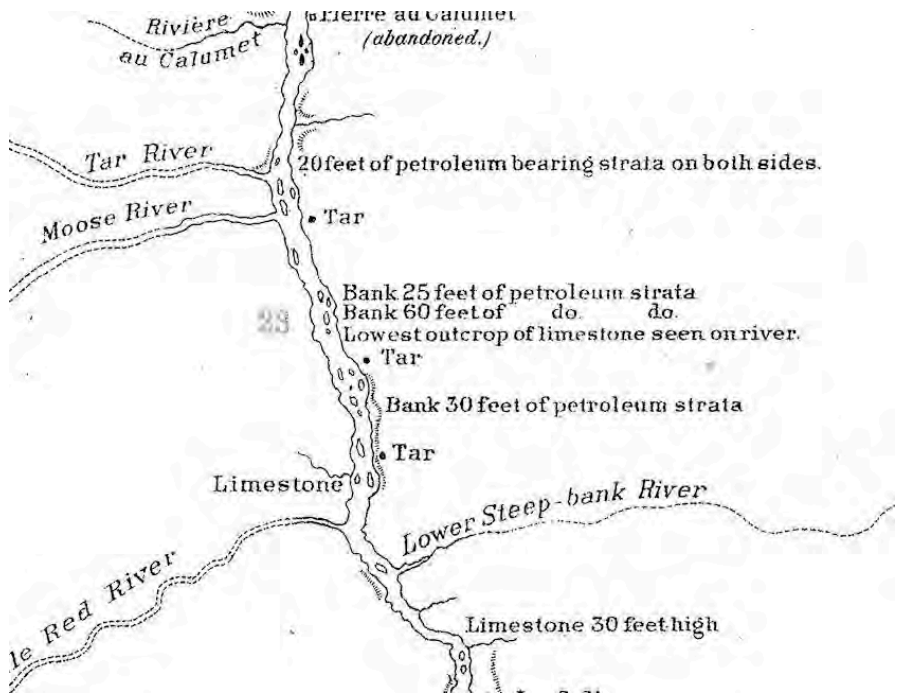 Pierre au Calumet
(abandoned.)
Rivière
au Calumet
Tar River
20 feet of petroleum bearing strata on both sides.
Moose River
Tar
Bank 25 feet of petroleum strata
Bank 60 feet of do. do.
23
Lowest outcrop of limestone seen on river.
Tar
Bank 30 feet of petroleum strata
Tar
Limestone
Lower Steep-bank River
le Red River
Limestone 30 feet high